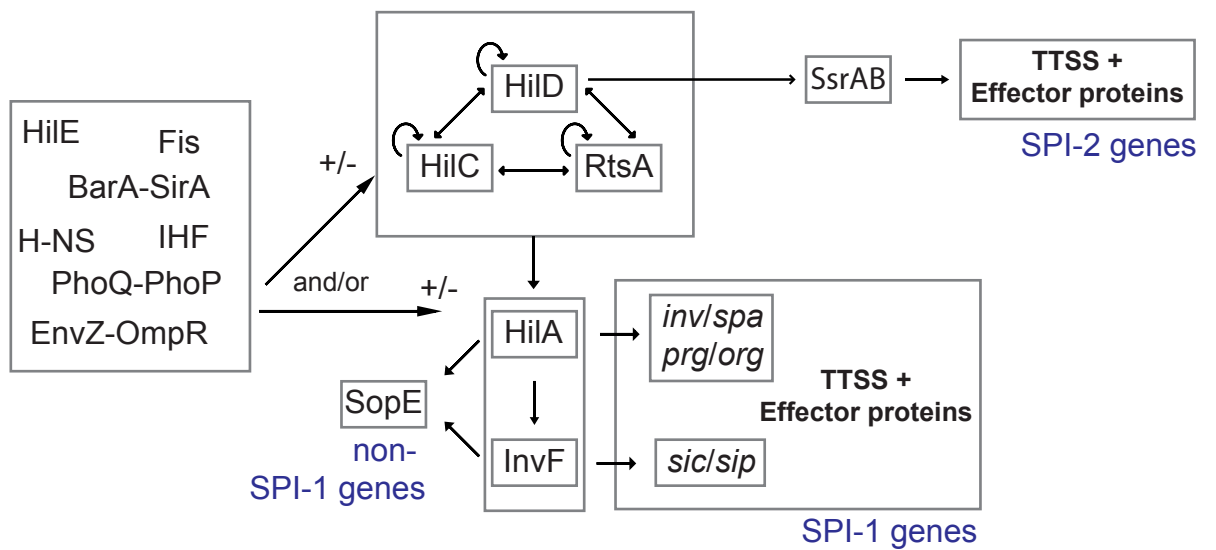 HilE
Fis
BarA-SirA
H-NS
IHF
PhoQ-PhoP
EnvZ-OmpR
+/-
and/or
+/-
HilD
HilC
RtsA
SsrAB
TTSS +
Effector proteins
SPI-2 genes
HilA
InvF
SopE
non-
SPI-1 genes
inv/spa
prg/org
sic/sip
TTSS +
Effector proteins
SPI-1 genes